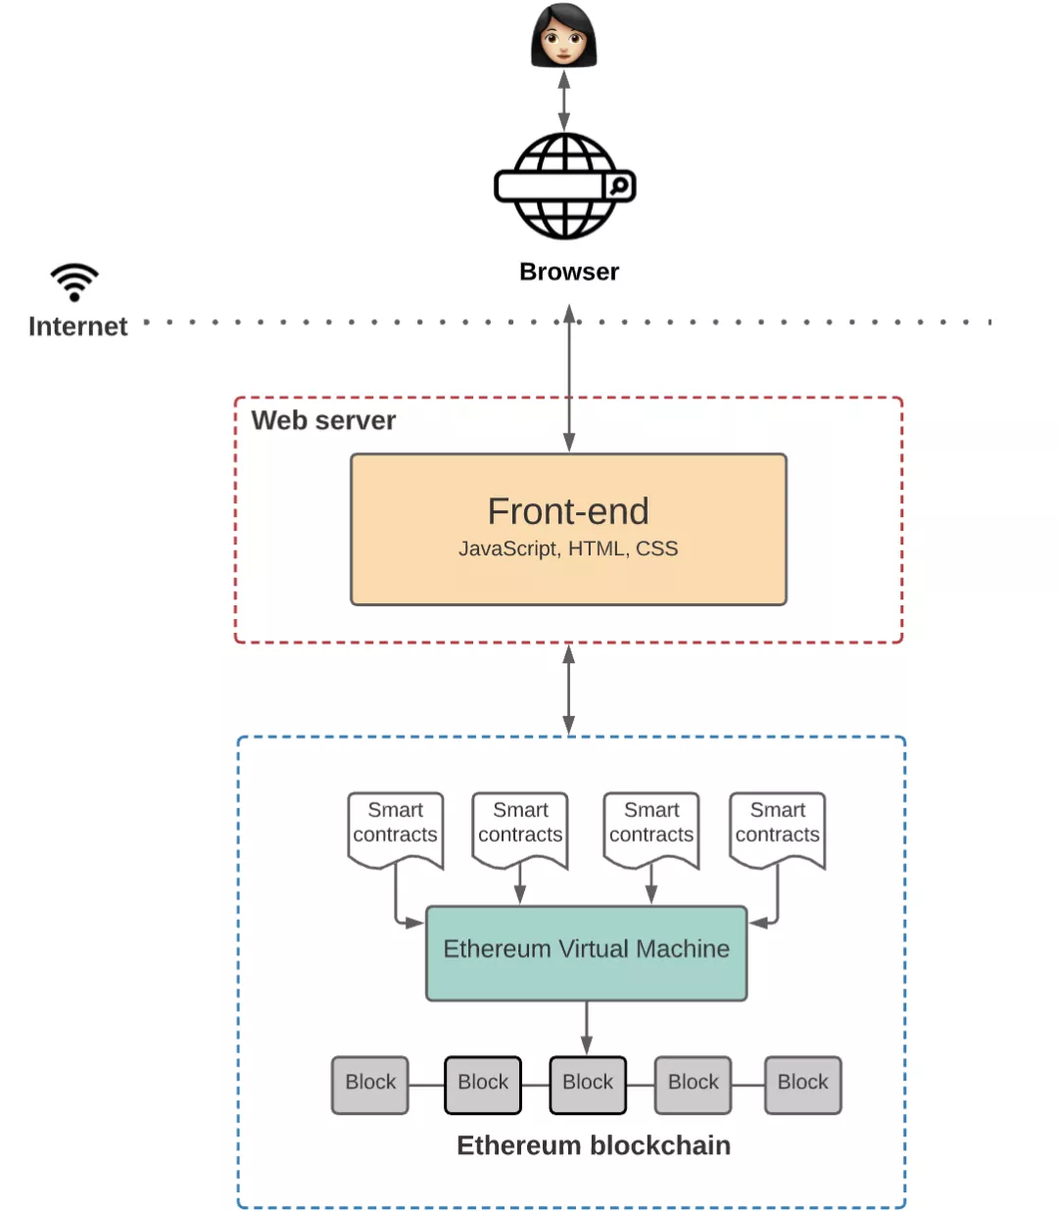 Browser
Internet
Web server
Front-end
JavaScript, HTML, CSS
Smart
contracts
Smart
contracts
Smart
contracts
Smart
contracts
Ethereum Virtual Machine
Block
Block
Block
Block
Block
Ethereum blockchain